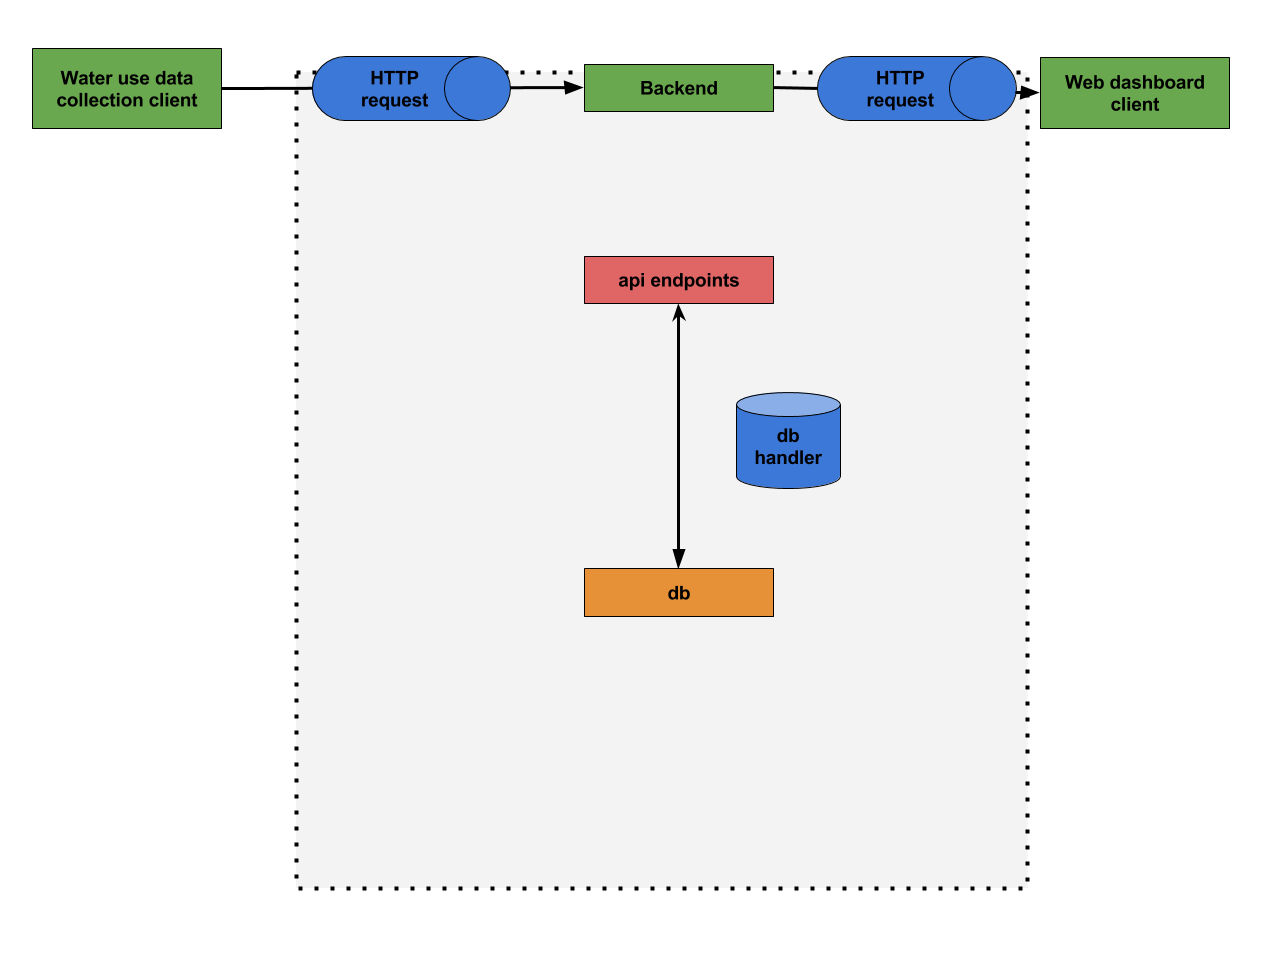 Water use data
collection client
HTTP
request
Backend
HTTP
request
Web dashboard
client
api endpoints
db
handler
db